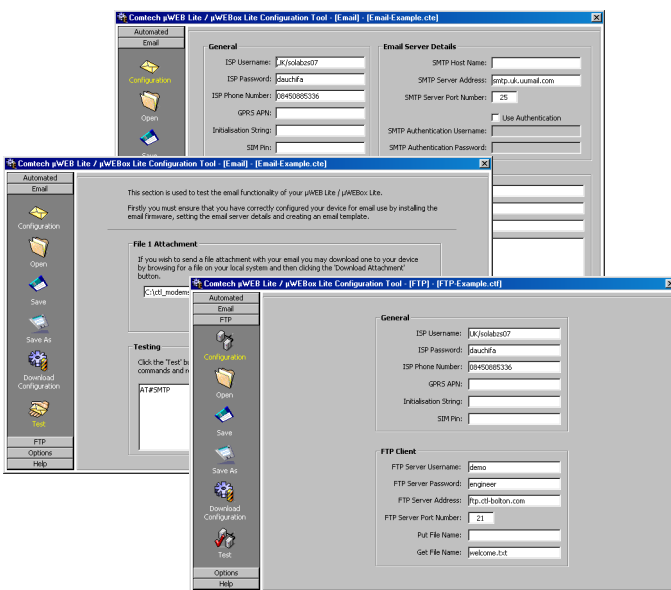 Comtech µWEB Lite / µWEBox Lite Configuration Tool - [Email] - [Email-Example.cte]
Automated
Email
Configuration
Open
General
ISP Username: UK/solabzs07
ISP Password: dauchifa
ISP Phone Number: 08450885336
GPRS APN:
Initialisation String:
SIM Pin:
Email Server Details
SMTP Host Name:
SMTP Server Address: smtp.uk.uumail.com
SMTP Server Port Number: 25
Use Authentication
SMTP Authentication Username:
SMTP Authentication Password:
Comtech µWEB Lite / µWEBox Lite Configuration Tool - [Email] - [Email-Example.cte]
Automated
Email
Configuration
Open
Save
Save As
Download
Configuration
Test
FTP
Options
Help
This section is used to test the email functionality of your µWEB Lite / µWEBox Lite.
Firstly you must ensure that you have correctly configured your device for email use by installing the
email firmware, setting the email server details and creating an email template.
File 1 Attachment
If you wish to send a file attachment with your email you may download one to your device
by browsing for a file on your local system and then clicking the 'Download Attachment'
button.
C:\ctl_modems
Testing
Click the 'Test' bu
commands and re
AT#SMTP
Comtech µWEB Lite / µWEBox Lite Configuration Tool - [FTP] - [FTP-Example.ctf]
Automated
Email
FTP
Configuration
Open
Save
Save As
Download
Configuration
Test
Options
Help
General
ISP Username: UK/solabzs07
ISP Password: dauchifa
ISP Phone Number: 08450885336
GPRS APN:
Initialisation String:
SIM Pin:
FTP Client
FTP Server Username: demo
FTP Server Password: engineer
FTP Server Address: ftp.ctl-bolton.com
FTP Server Port Number: 21
Put File Name:
Get File Name: welcome.txt